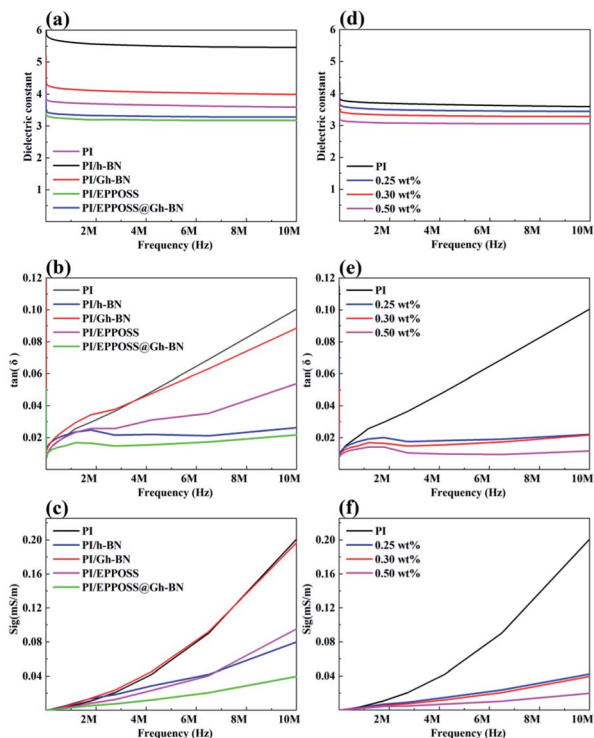 (a)
6
5
4
3
2
1
Dielectric constant
PI
PI/h-BN
PI/Gh-BN
PI/EPPOSS
PI/EPPOSS@Gh-BN
2M 4M 6M 8M 10M
Frequency (Hz)
(d)
6
5
4
3
2
1
Dielectric constant
PI
0.25 wt%
0.30 wt%
0.50 wt%
2M 4M 6M 8M 10M
Frequency (Hz)
(b)
0.12
0.10
0.08
0.06
0.04
0.02
tan( δ )
PI
PI/h-BN
PI/Gh-BN
PI/EPPOSS
PI/EPPOSS@Gh-BN
2M 4M 6M 8M 10M
Frequency (Hz)
(e)
0.12
0.10
0.08
0.06
0.04
0.02
tan( δ )
PI
0.25 wt%
0.30 wt%
0.50 wt%
2M 4M 6M 8M 10M
Frequency (Hz)
(c)
0.20
0.16
0.12
0.08
0.04
Sig(mS/m)
PI
PI/h-BN
PI/Gh-BN
PI/EPPOSS
PI/EPPOSS@Gh-BN
2M 4M 6M 8M 10M
Frequency (Hz)
(f)
0.20
0.16
0.12
0.08
0.04
Sig(mS/m)
PI
0.25 wt%
0.30 wt%
0.50 wt%
2M 4M 6M 8M 10M
Frequency (Hz)